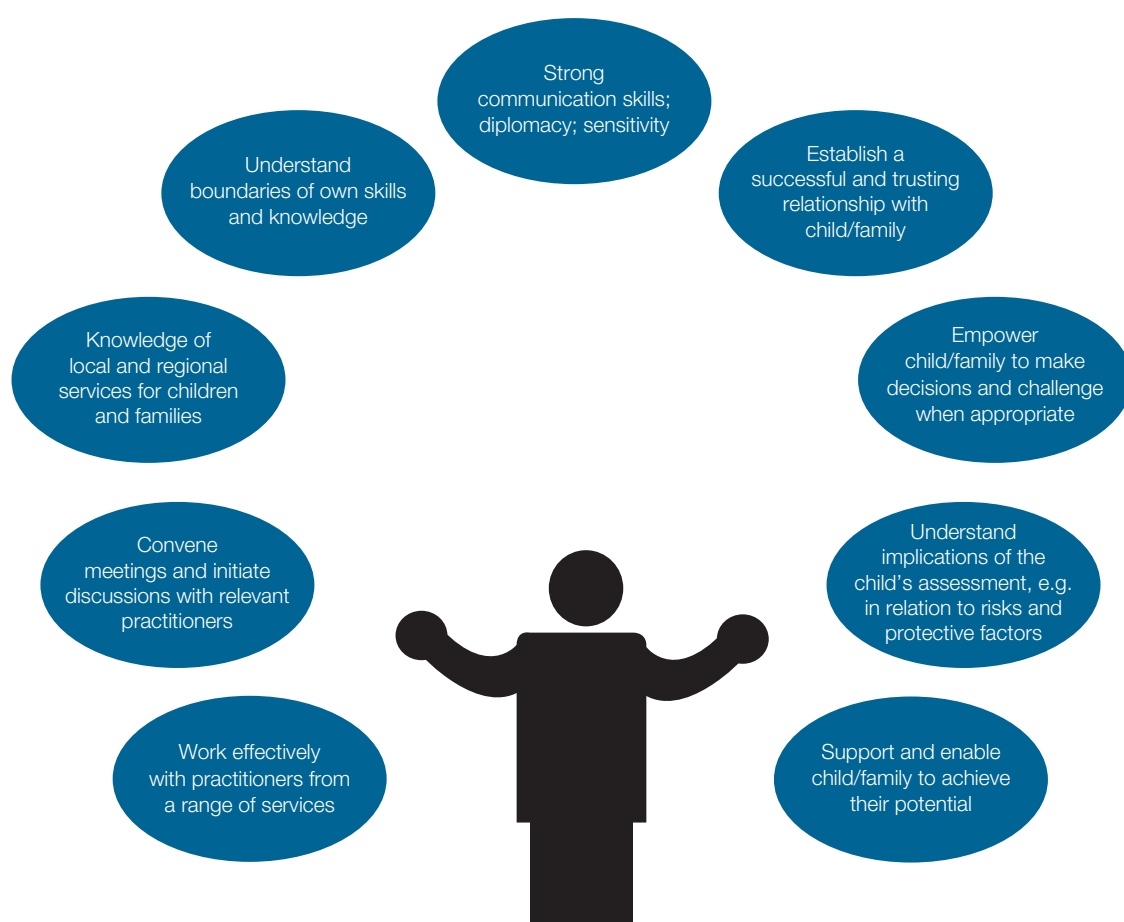 Strong
communication skills;
diplomacy; sensitivity
Understand
boundaries of own skills
and knowledge
Establish a
successful and trusting
relationship with
child/family
Knowledge of
local and regional
services for children
and families
Empower
child/family to make
decisions and challenge
when appropriate
Convene
meetings and initiate
discussions with relevant
practitioners
Understand
implications of the
child’s assessment, e.g.
in relation to risks and
protective factors
Work effectively
with practitioners from
a range of services
Support and enable
child/family to achieve
their potential